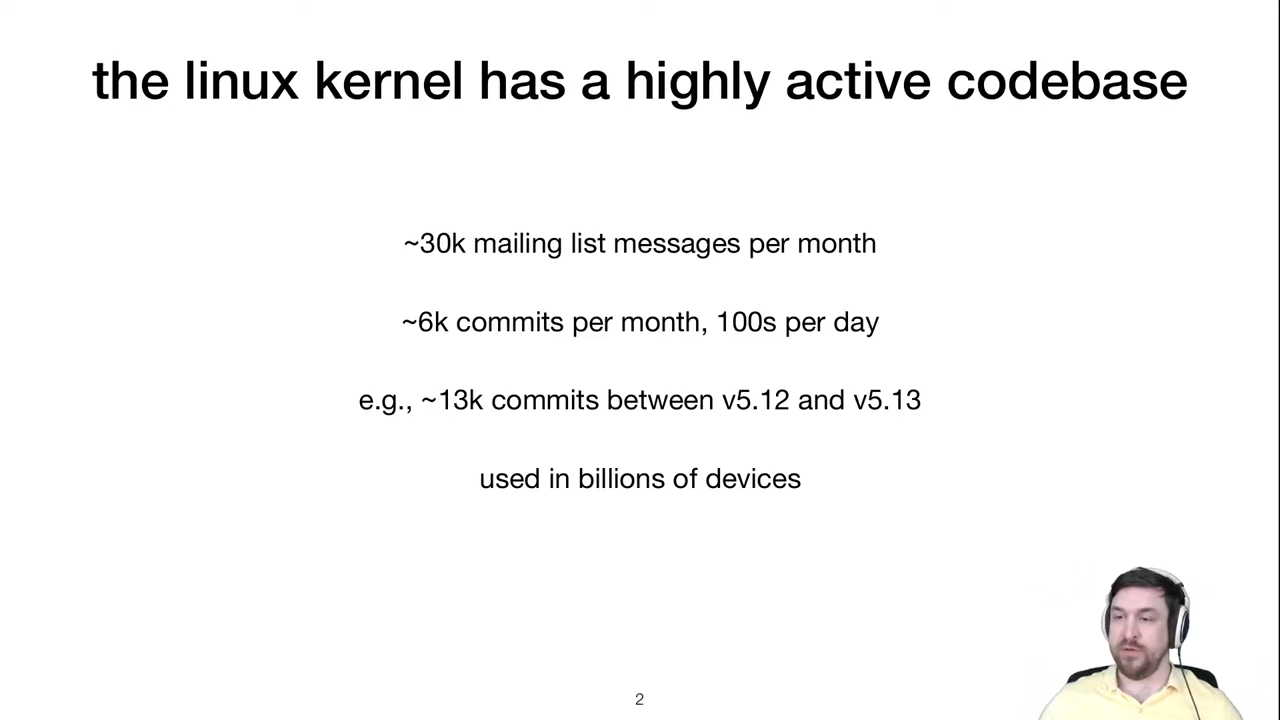 the linux kernel has a highly active codebase
~30k mailing list messages per month
~6k commits per month, 100s per day
e.g., ~13k commits between v5.12 and v5.13
used in billions of devices
2